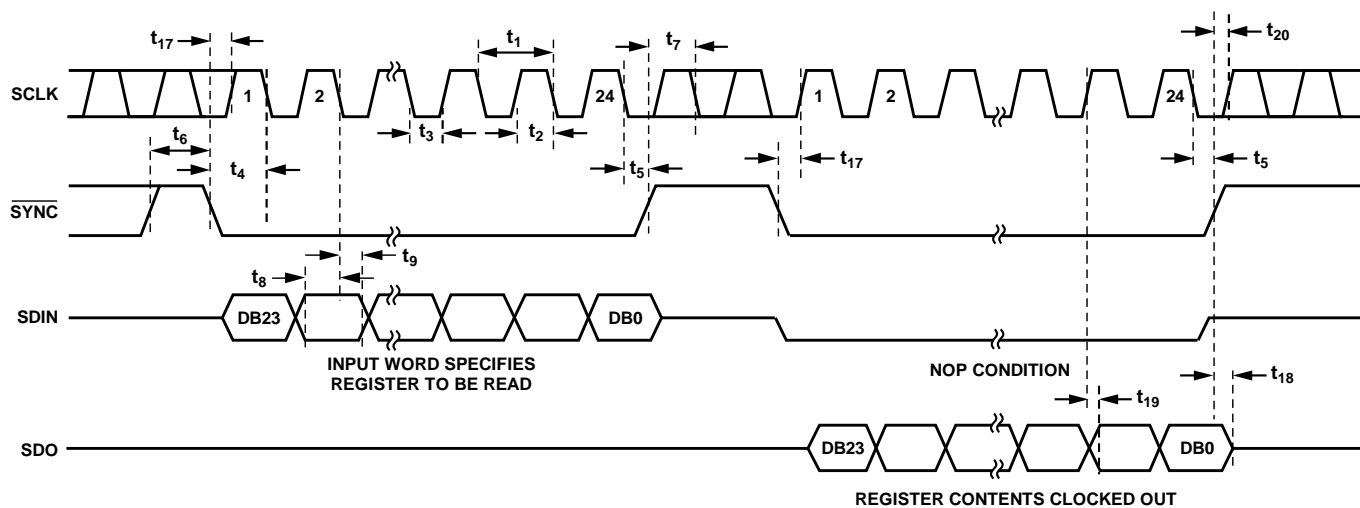 t17
t1
t7
t20
SCLK
1
2
24
1
2
24
t6
t3
t2
t17
t4
t5
t5
SYNC
t9
t8
SDIN
DB23
DB0
INPUT WORD SPECIFIES
REGISTER TO BE READ
NOP CONDITION
t18
t19
SDO
DB23
DB0
REGISTER CONTENTS CLOCKED OUT